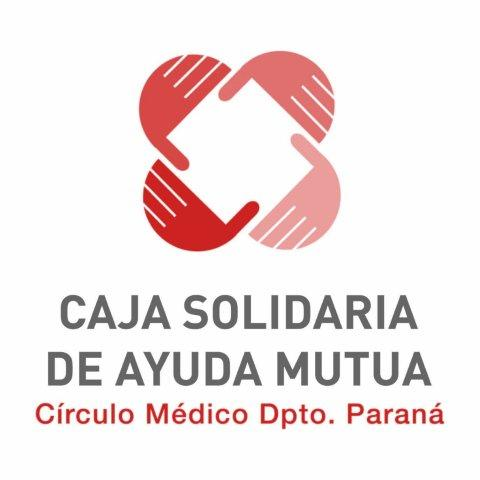 CAJA SOLIDARIA
DE AYUDA MUTUA
Círculo Médico Dpto. Paraná